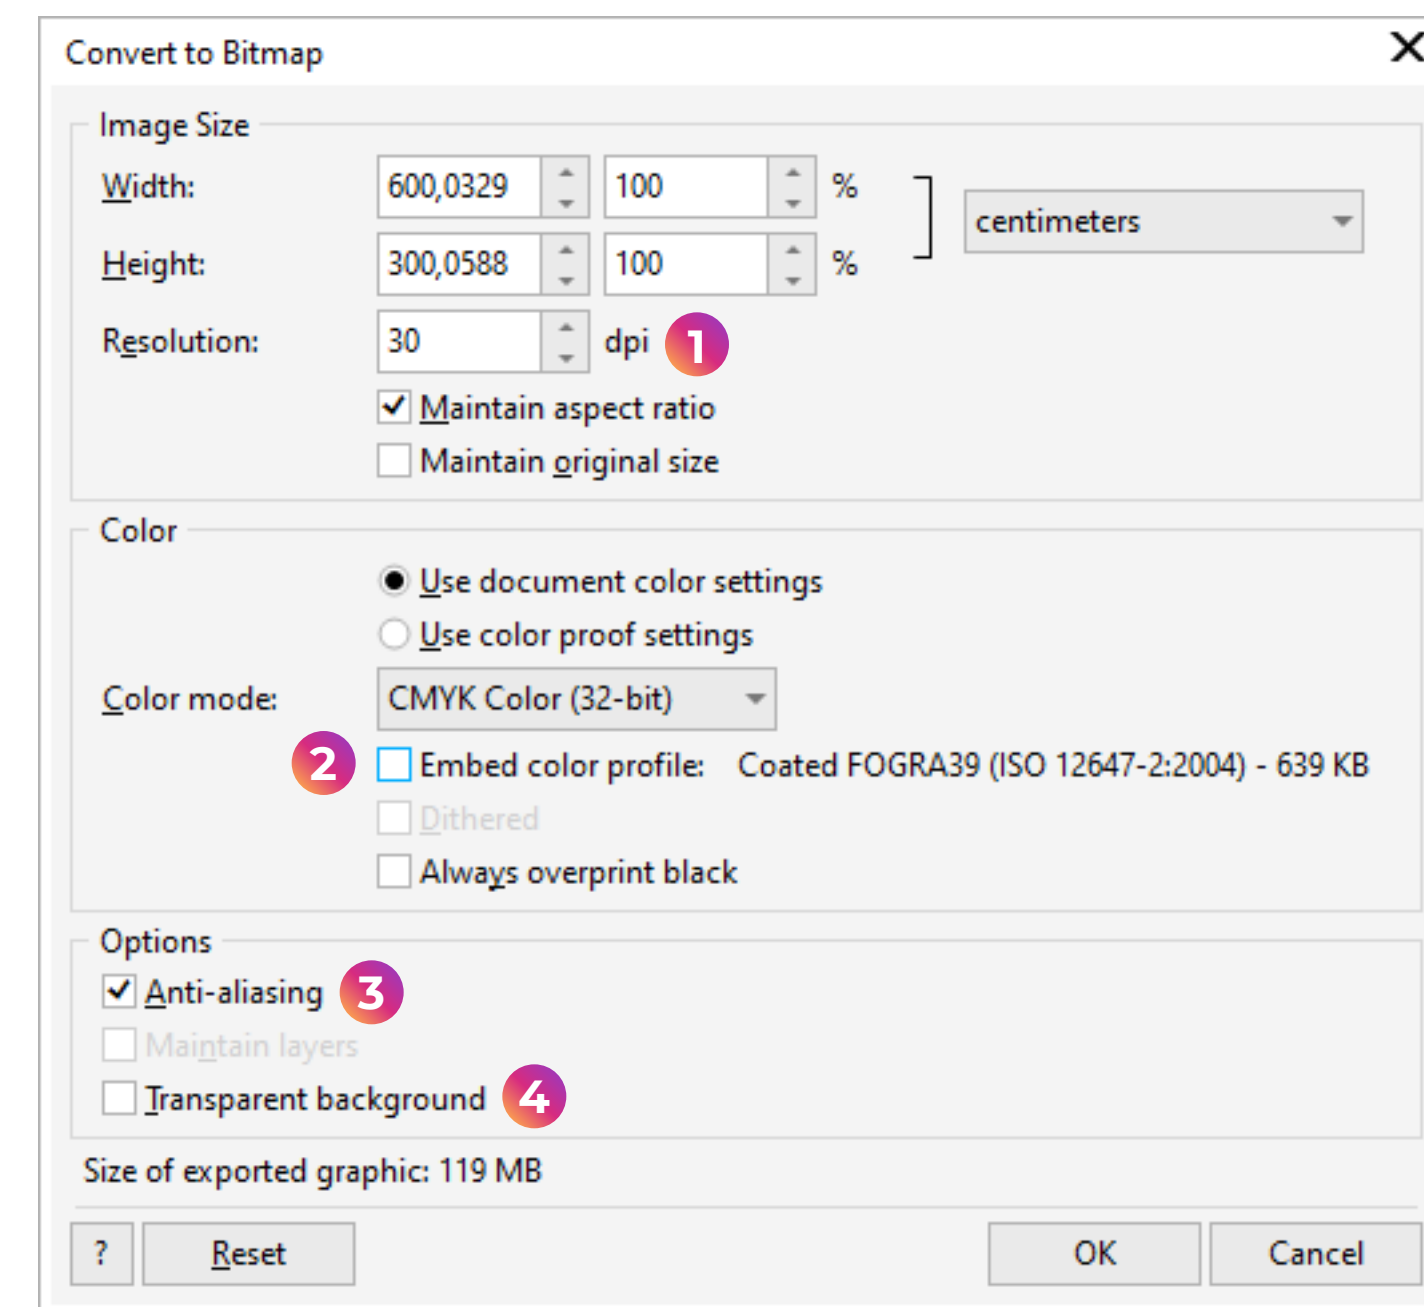 Convert to Bitmap
Image Size
Width: 600,0329 100 % centimeters
Height: 300,0588 100 %
Resolution: 30 dpi 1
Maintain aspect ratio
Maintain original size
Color
Use document color settings
Use color proof settings
Color mode: CMYK Color (32-bit)
2 Embed color profile: Coated FOGRA39 (ISO 12647-2:2004) - 639 KB
Dithered
Always overprint black
Options
Anti-aliasing 3
Maintain layers
Transparent background 4
Size of exported graphic: 119 MB
? Reset OK Cancel